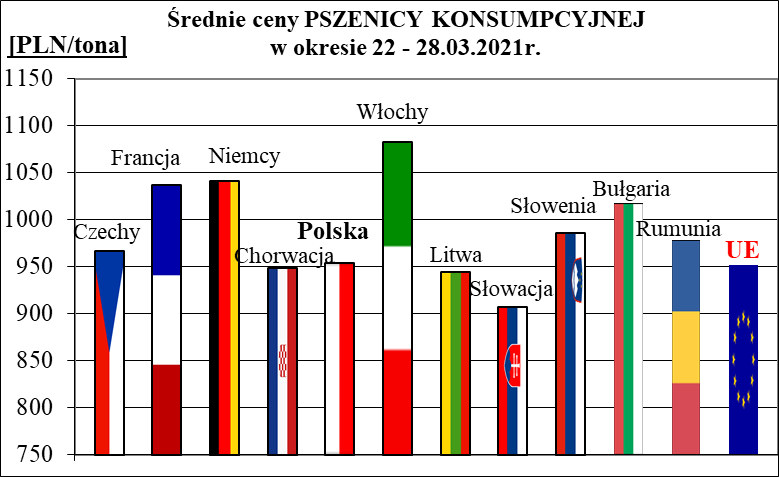 Średnie ceny PSZENICY KONSUMPCYJNEJ
w okresie 22 - 28.03.2021r.
[PLN/tona]
1150
1100
1050
1000
950
900
850
800
750
Czechy
Francja
Niemcy
Chorwacja
Polska
Włochy
Litwa
Słowacja
Słowenia
Bułgaria
Rumunia
UE